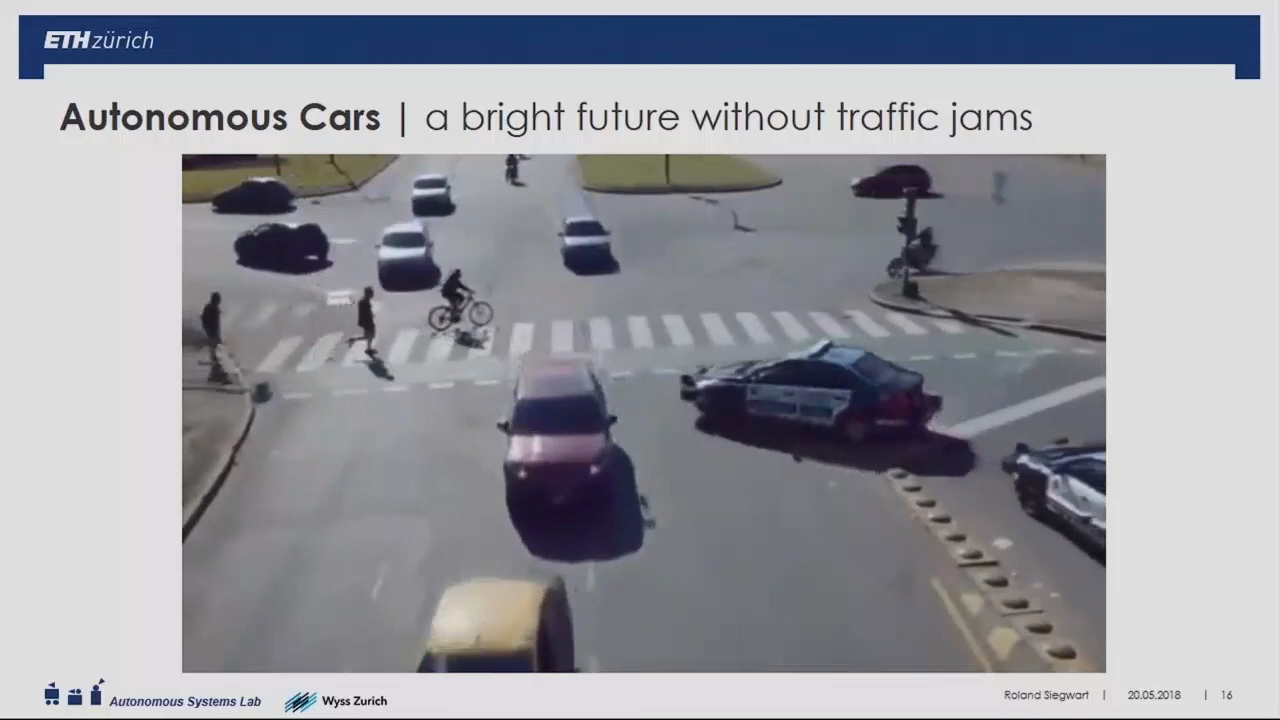 ETH zürich
Autonomous Cars | a bright future without traffic jams
Autonomous Systems Lab
Wyss Zurich
Roland Siegwart | 20.05.2018 | 16